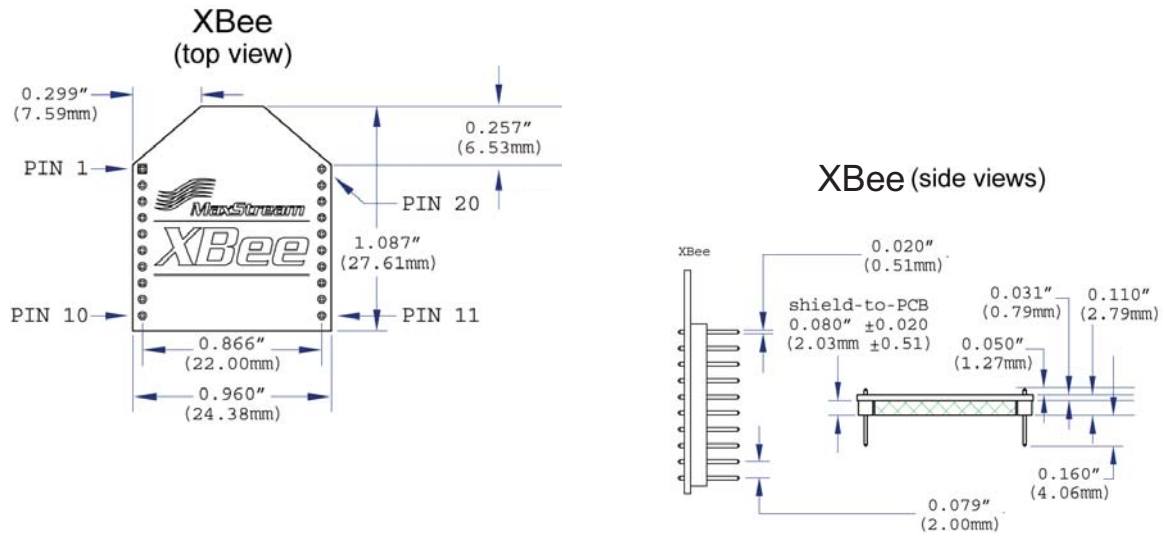 XBee
(top view)
0.299"
(7.59mm)
0.257"
(6.53mm)
PIN 1
PIN 20
MaxStream
XBee
1.087"
(27.61mm)
PIN 10
PIN 11
0.866"
(22.00mm)
0.960"
(24.38mm)
XBee (side views)
XBee
0.020"
(0.51mm)
shield-to-PCB
0.080" ±0.020
(2.03mm ±0.51)
0.031"
(0.79mm)
0.110"
(2.79mm)
0.050"
(1.27mm)
0.160"
(4.06mm)
0.079"
(2.00mm)